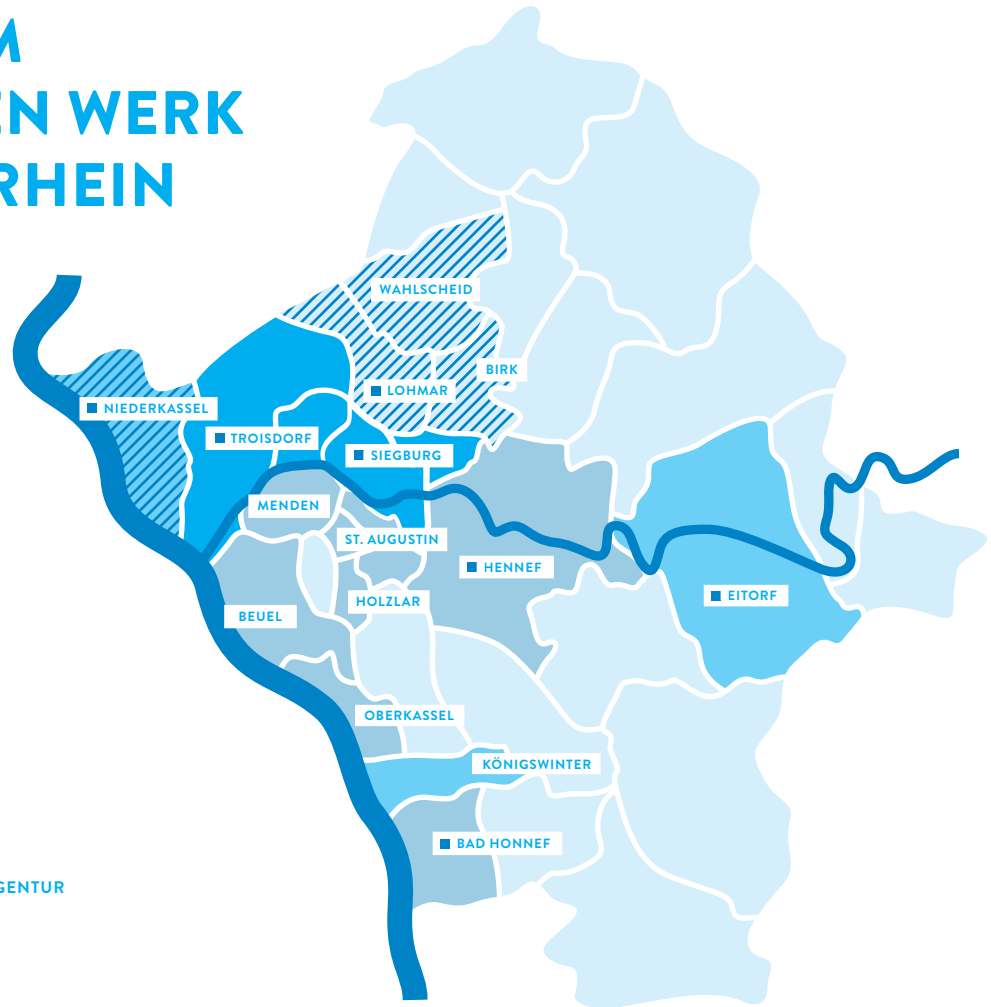 M
EN WERK
RHEIN
WAHLSCHEID
BIRK
LOHMAR
NIEDERKASSEL
TROISDORF
SIEGBURG
MENDEN
ST. AUGUSTIN
HENNEF
EITORF
HOLZLAR
BEUEL
OBERKASSEL
KÖNIGSWINTER
BAD HONNEF
GENTUR